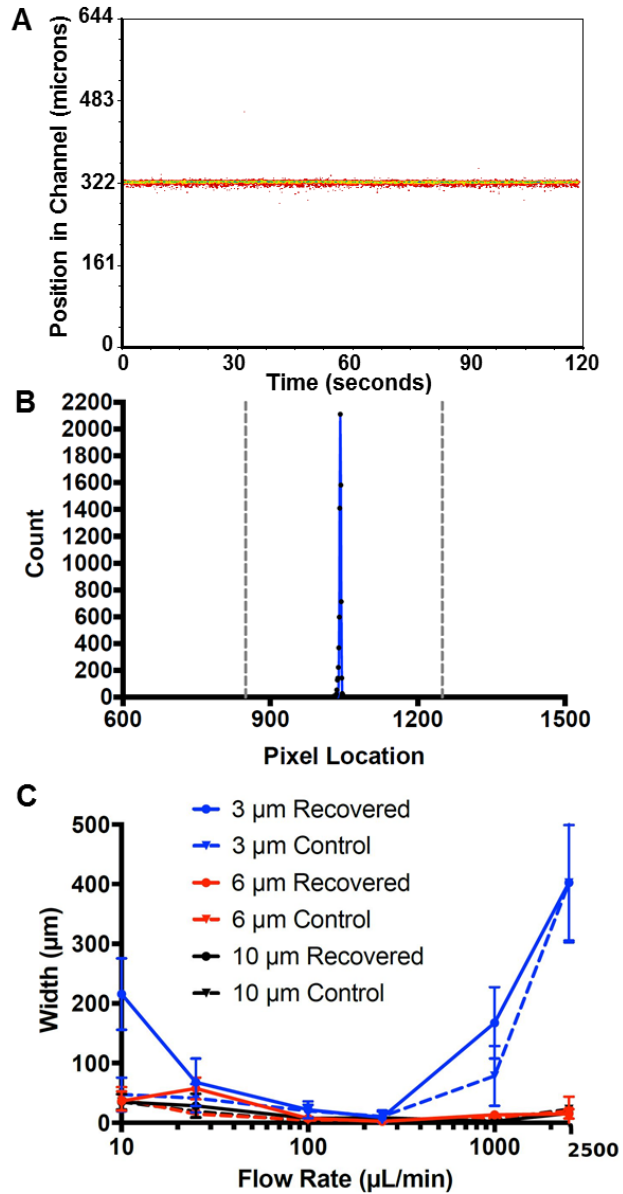 A
Position in Channel (microns)
644
483
322
161
0
0 30 60 90 120
Time (seconds)
B
Count
2200
2000
1800
1600
1400
1200
1000
800
600
400
200
0
600 900 1200 1500
Pixel Location
C
3 µm Recovered
3 µm Control
6 µm Recovered
6 µm Control
10 µm Recovered
10 µm Control
Width (µm)
500
400
300
200
100
0
10 100 1000 2500
Flow Rate (µL/min)